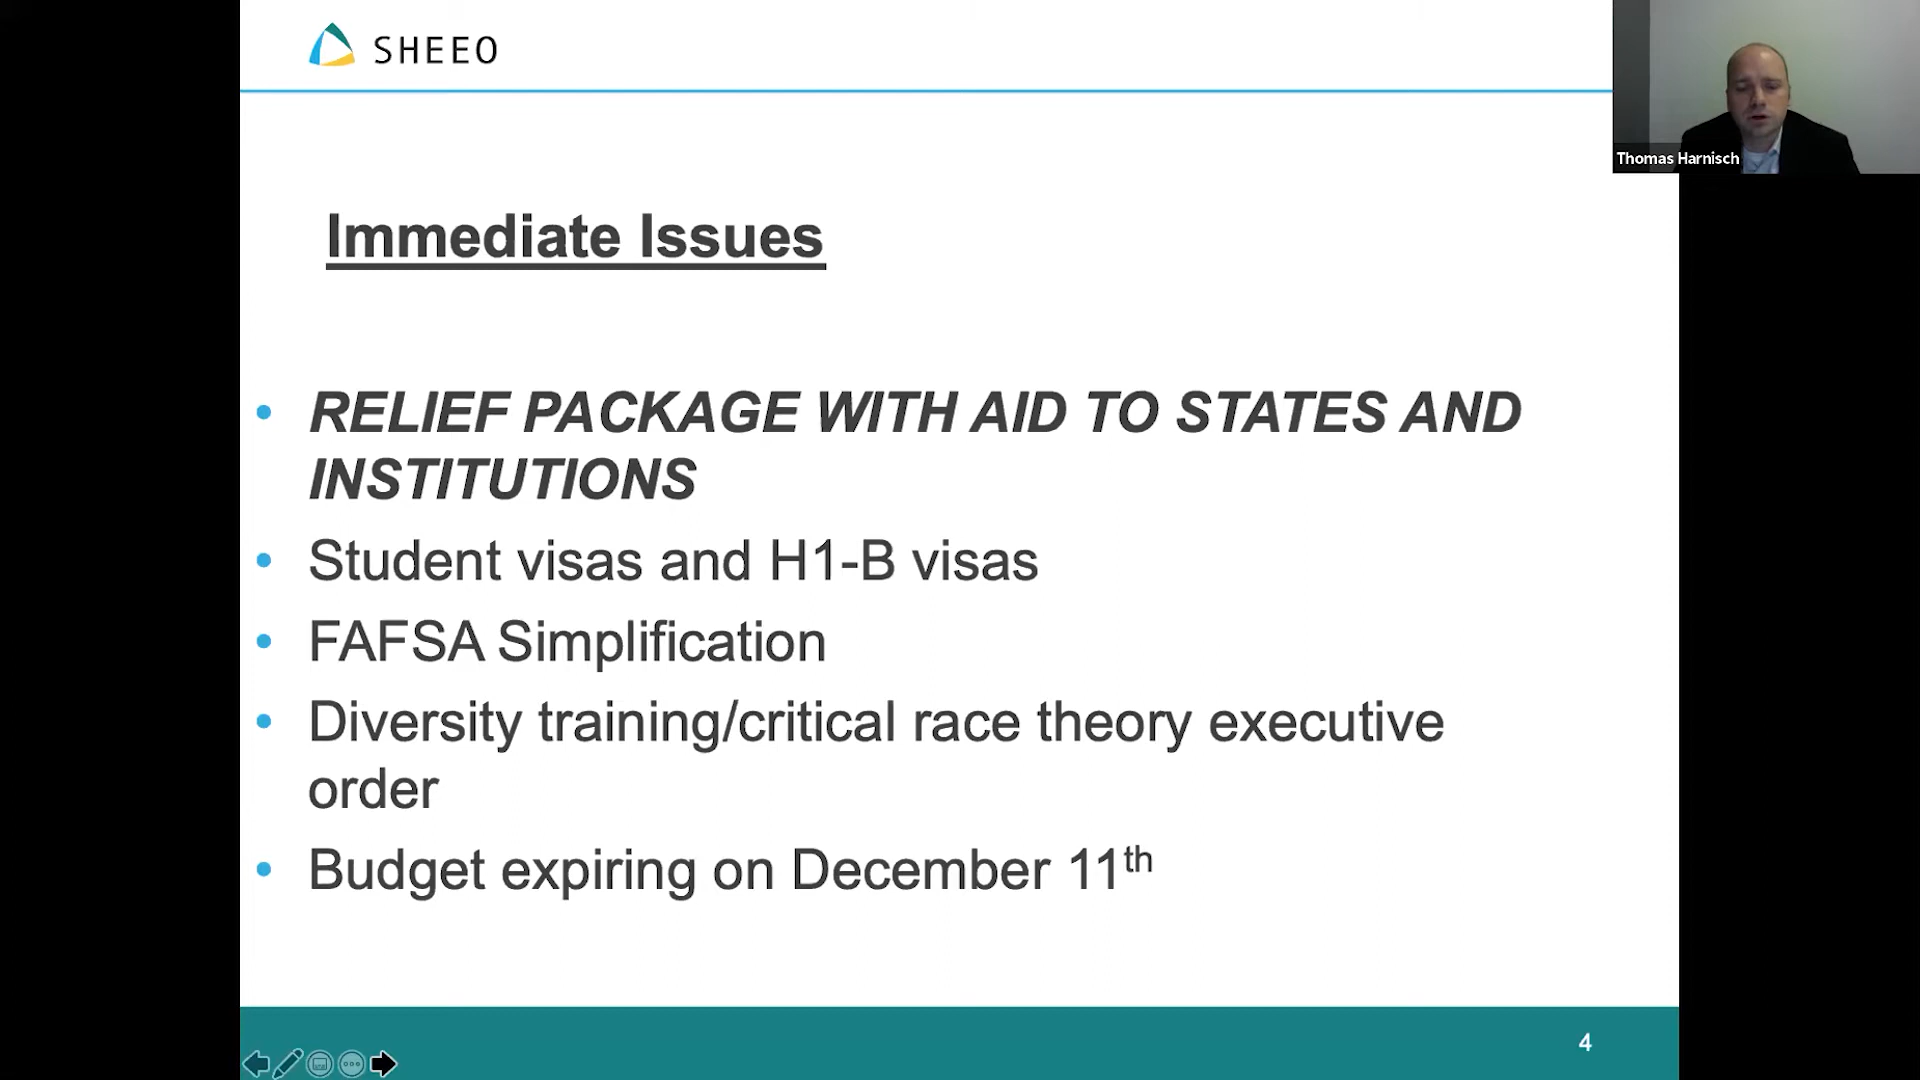 SHEEO
Thomas Harnisch
Immediate Issues
• RELIEF PACKAGE WITH AID TO STATES AND
INSTITUTIONS
• Student visas and H1-B visas
• FAFSA Simplification
• Diversity training/critical race theory executive
order
• Budget expiring on December 11th
4